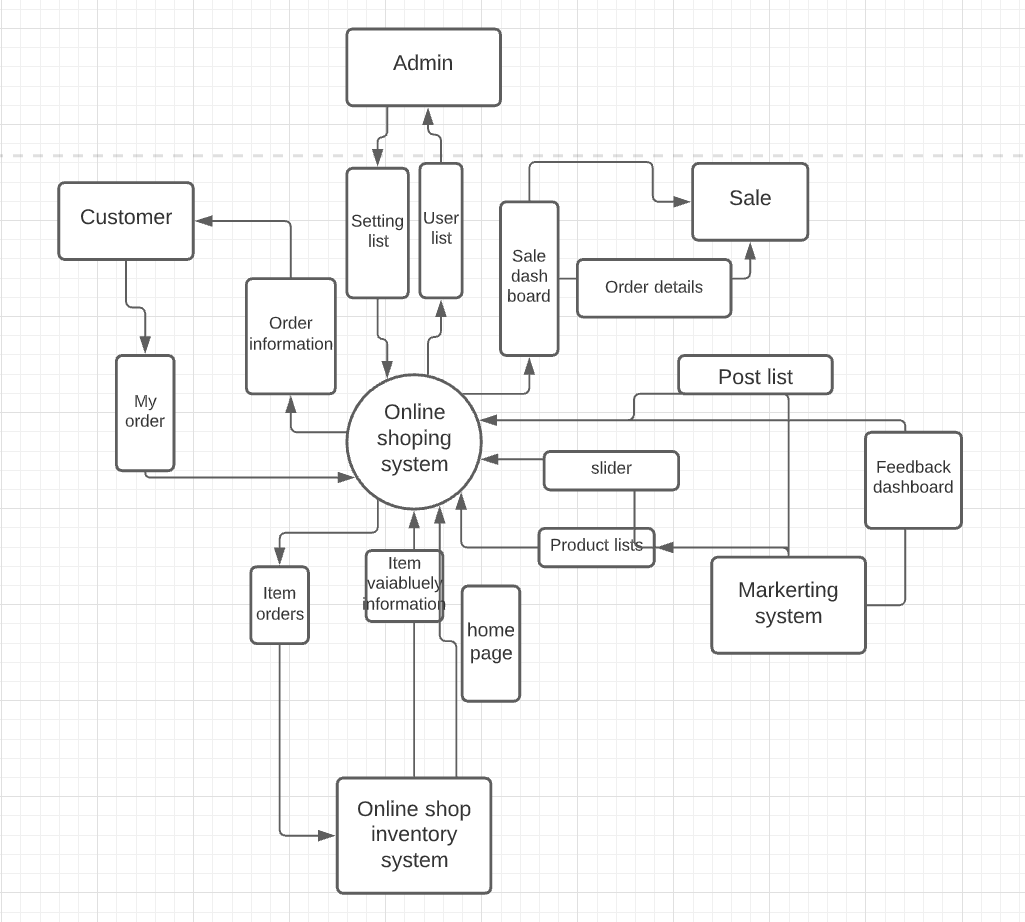 Admin
Customer
Setting
list
User
list
Sale
Sale
dash
board
Order details
Order
information
My
order
Post list
Online
shoping
system
slider
Feedback
dashboard
Product lists
Item
vaiabluely
information
Item
orders
Markerting
system
home
page
Online shop
inventory
system